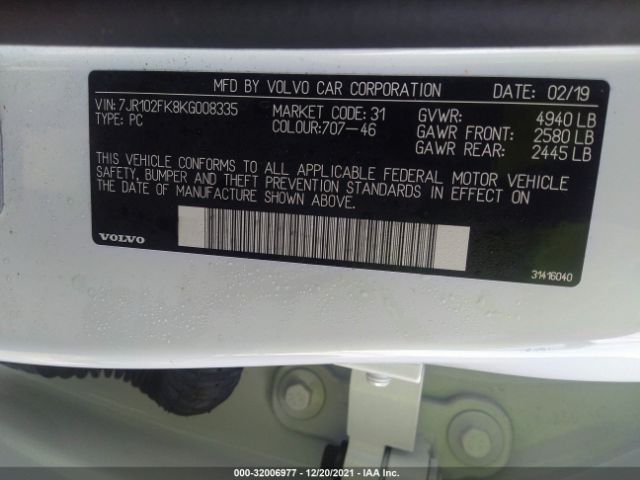 MFD BY VOLVO CAR CORPORATION DATE: 02/19
VIN: 7JR102FK8KG008335 MARKET CODE: 31 GVWR: 4940 LB
TYPE: PC COLOUR:707-46 GAWR FRONT: 2580 LB
GAWR REAR: 2445 LB
THIS VEHICLE CONFORMS TO ALL APPLICABLE FEDERAL MOTOR VEHICLE
SAFETY, BUMPER AND THEFT PREVENTION STANDARDS IN EFFECT ON
THE DATE OF MANUFACTURE SHOWN ABOVE.
VOLVO
31416040
000-32006977 - 12/20/2021 - IAA Inc.